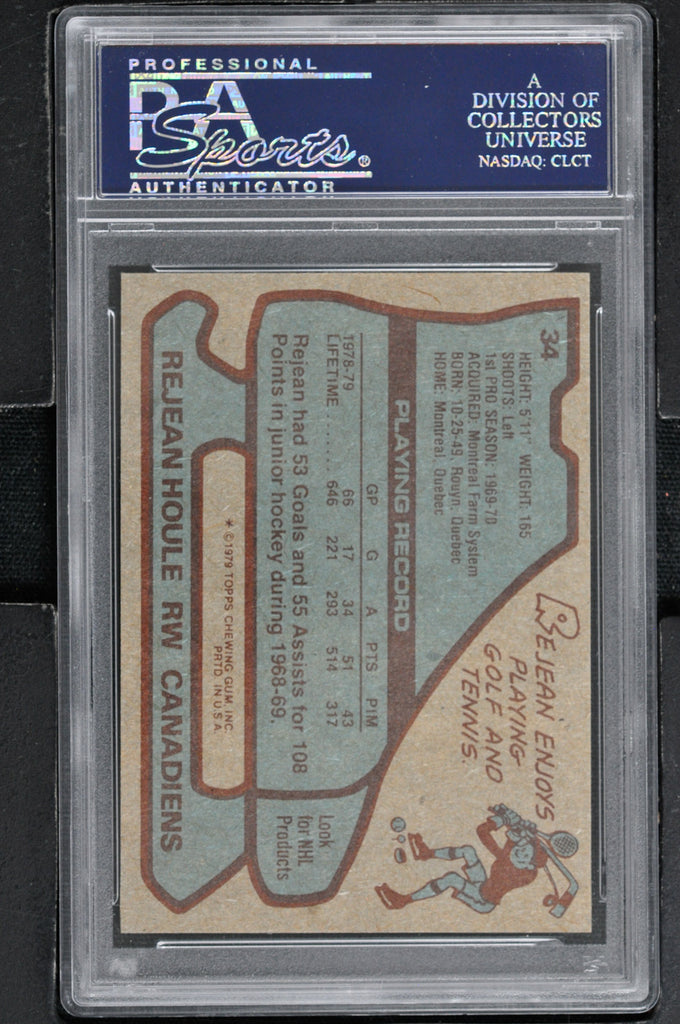 PROFESSIONAL
PSA
Sports®
AUTHENTICATOR
A
DIVISION OF
COLLECTORS
UNIVERSE
NASDAQ: CLCT
34
HEIGHT: 5'11" WEIGHT: 165
SHOOTS: Left
1st PRO SEASON: 1969-70
ACQUIRED: Montreal Farm System
BORN: 10-25-49, Rouyn, Quebec
HOME: Montreal, Quebec
REJEAN ENJOYS
PLAYING
GOLF AND
TENNIS.
PLAYING RECORD
GP G A PTS PIM
1978-79 66 17 34 51 43
LIFETIME ....... 646 221 293 514 317
Rejean had 53 Goals and 55 Assists for 108
Points in junior hockey during 1968-69.
Look
for NHL
Products
* ©1979 TOPPS CHEWING GUM, INC.
PRTD. IN U.S.A.
REJEAN HOULE RW CANADIENS